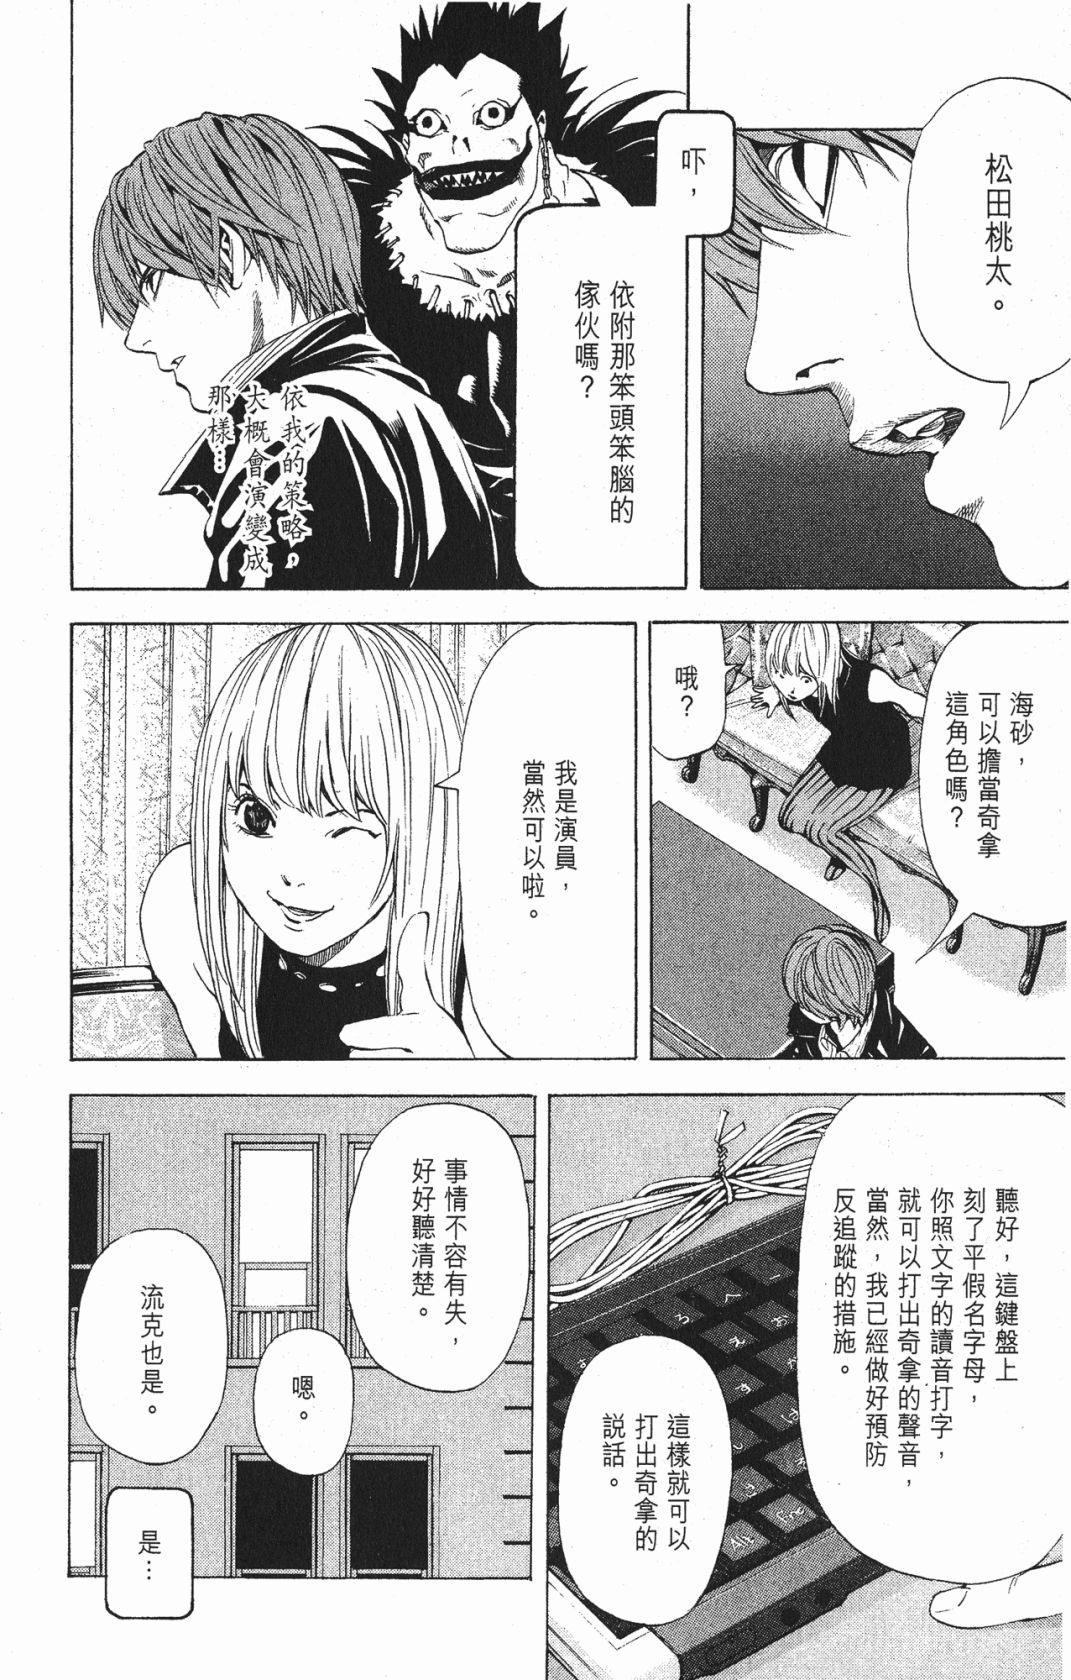 松田桃太。
吓，
依附那笨頭笨腦的
傢伙嗎？
依我的策略，
大概會演變成
那樣…
海砂，
可以擔當奇拿
這角色嗎？
哦？
我是演員，
當然可以啦。
聽好，這鍵盤上
刻了平假名字母，
你照文字的讀音打字，
就可以打出奇拿的聲音，
當然，我已經做好預防
反追蹤的措施。
這樣就可以
打出奇拿的
説話。
事情不容有失，
好好聽清楚。
嗯。
流克也是。
是…